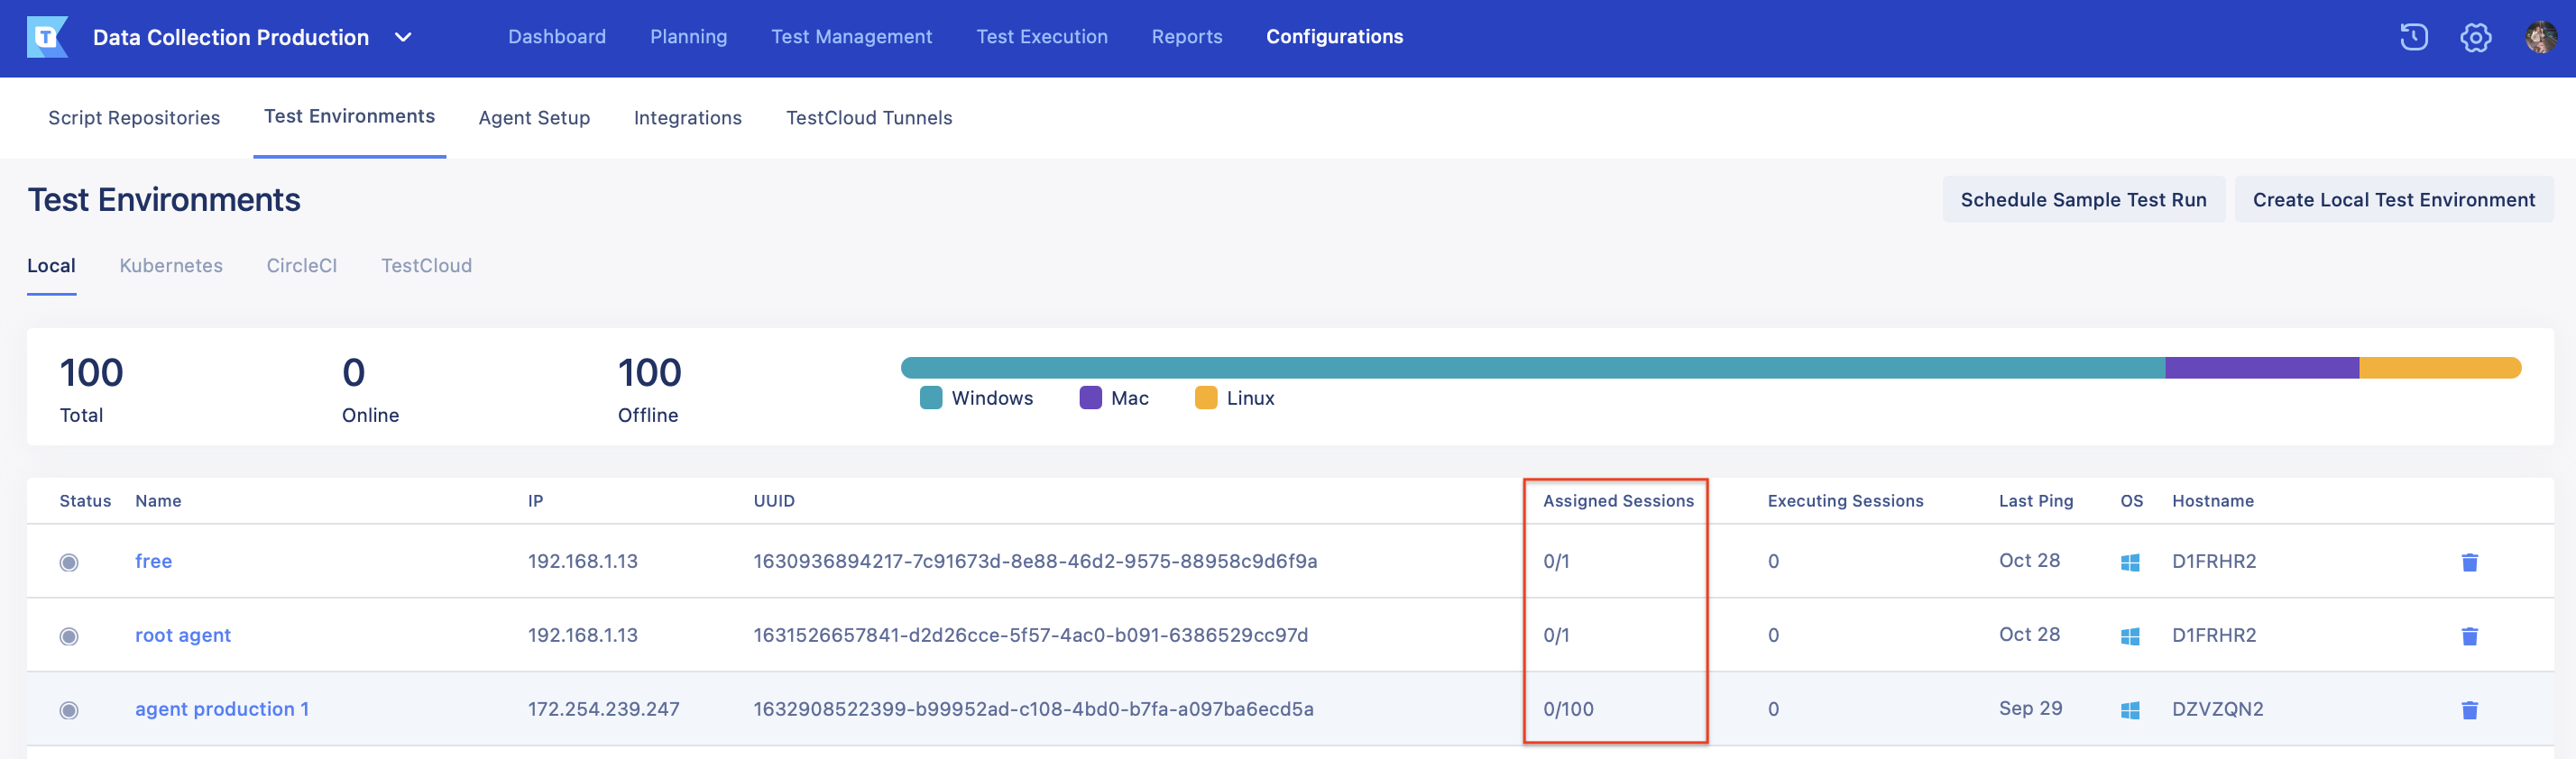 T Data Collection Production Dashboard Planning Test Management Test Execution Reports Configurations
Script Repositories Test Environments Agent Setup Integrations TestCloud Tunnels
Test Environments Schedule Sample Test Run Create Local Test Environment
Local Kubernetes CircleCI TestCloud
100 0 100
Total Online Offline
Windows Mac Linux
Status Name IP UUID Assigned Sessions Executing Sessions Last Ping OS Hostname
free 192.168.1.13 1630936894217-7c91673d-8e88-46d2-9575-88958c9d6f9a 0/1 0 Oct 28 D1FRHR2
root agent 192.168.1.13 1631526657841-d2d26cce-5f57-4ac0-b091-6386529cc97d 0/1 0 Oct 28 D1FRHR2
agent production 1 172.254.239.247 1632908522399-b99952ad-c108-4bd0-b7fa-a097ba6ecd5a 0/100 0 Sep 29 DZVZQN2